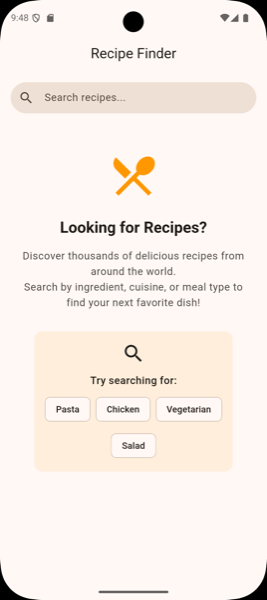 9:48
Recipe Finder
Search recipes...
Looking for Recipes?
Discover thousands of delicious recipes from
around the world.
Search by ingredient, cuisine, or meal type to
find your next favorite dish!
Try searching for:
Pasta Chicken Vegetarian
Salad